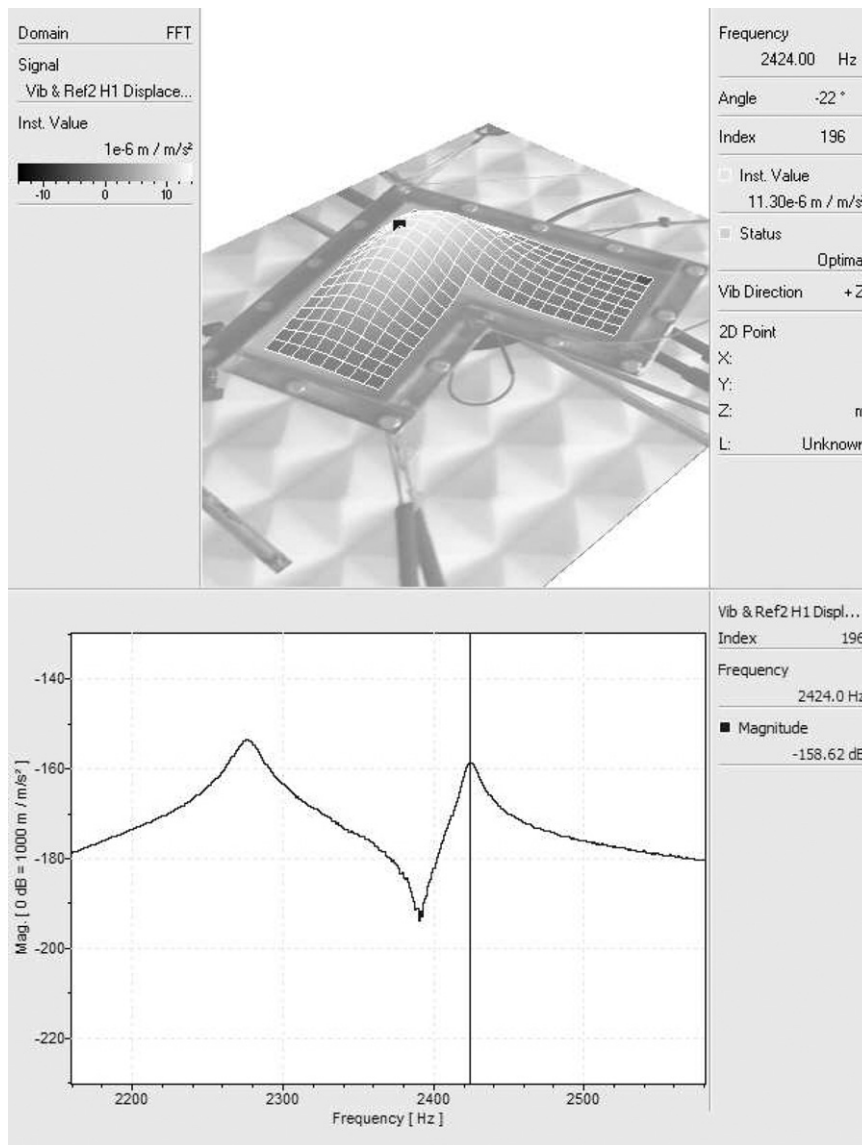 Domain FFT
Signal
Vib & Ref2 H1 Displace...
Inst. Value
1e-6 m / m/s²
-10 0 10
Frequency
2424.00 Hz
Angle -22 °
Index 196
Inst. Value
11.30e-6 m / m/s
Status
Optima
Vib Direction +Z
2D Point
X:
Y:
Z: m
L: Unknown
Vib & Ref2 H1 Displ...
Index 196
Frequency
2424.0 Hz
Magnitude
-158.62 dB
Mag. [ 0 dB = 1000 m / m/s² ]
-140
-160
-180
-200
-220
2200 2300 2400 2500
Frequency [ Hz ]